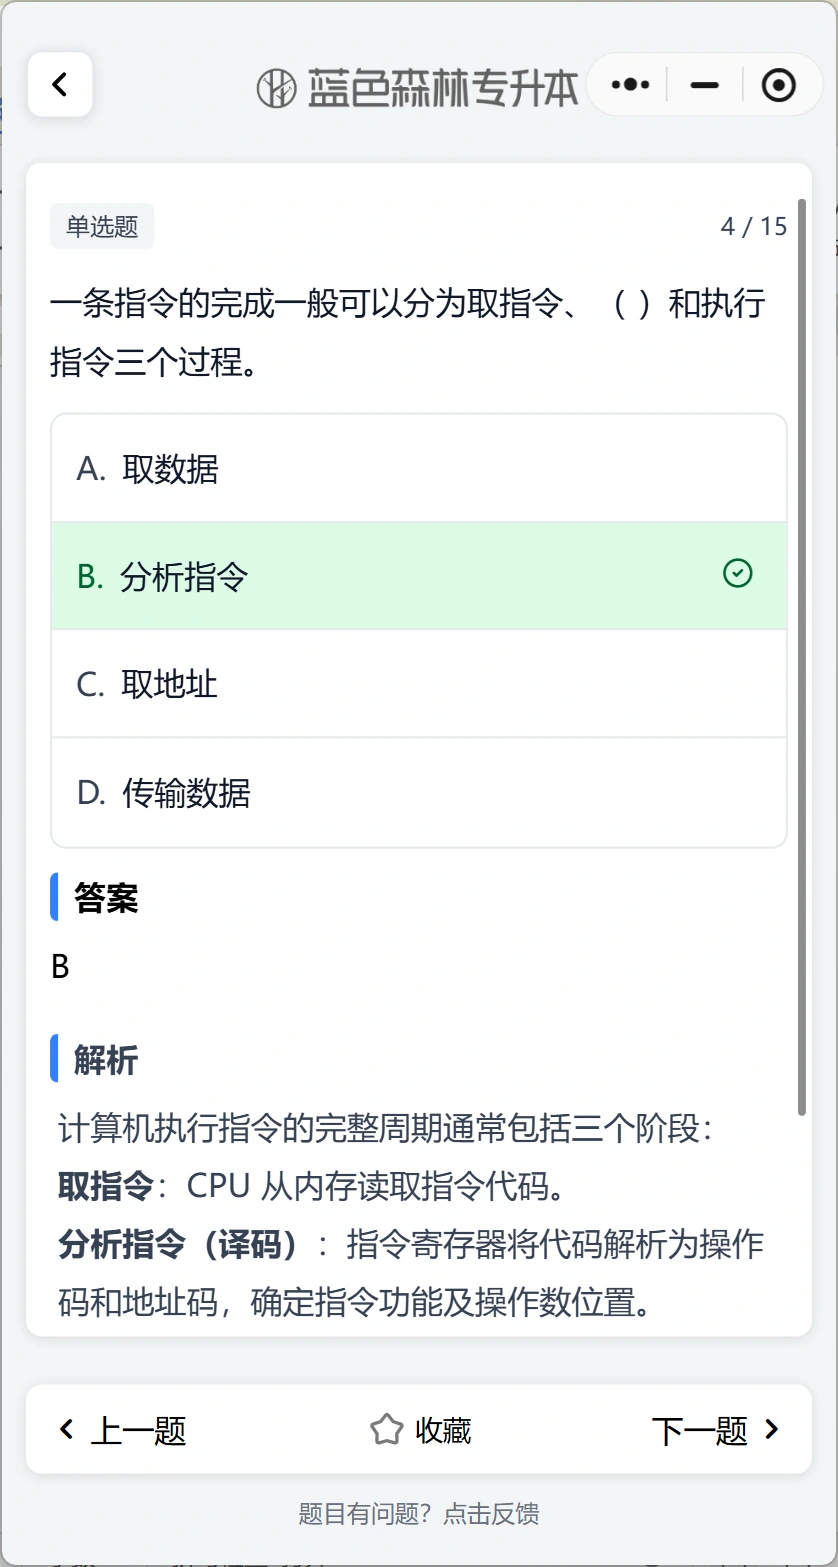 蓝色森林专升本
单选题
4 / 15
一条指令的完成一般可以分为取指令、（ ）和执行
指令三个过程。
A. 取数据
B. 分析指令
C. 取地址
D. 传输数据
答案
B
解析
计算机执行指令的完整周期通常包括三个阶段：
取指令：CPU 从内存读取指令代码。
分析指令（译码）：指令寄存器将代码解析为操作
码和地址码，确定指令功能及操作数位置。
上一题
收藏
下一题
题目有问题？点击反馈